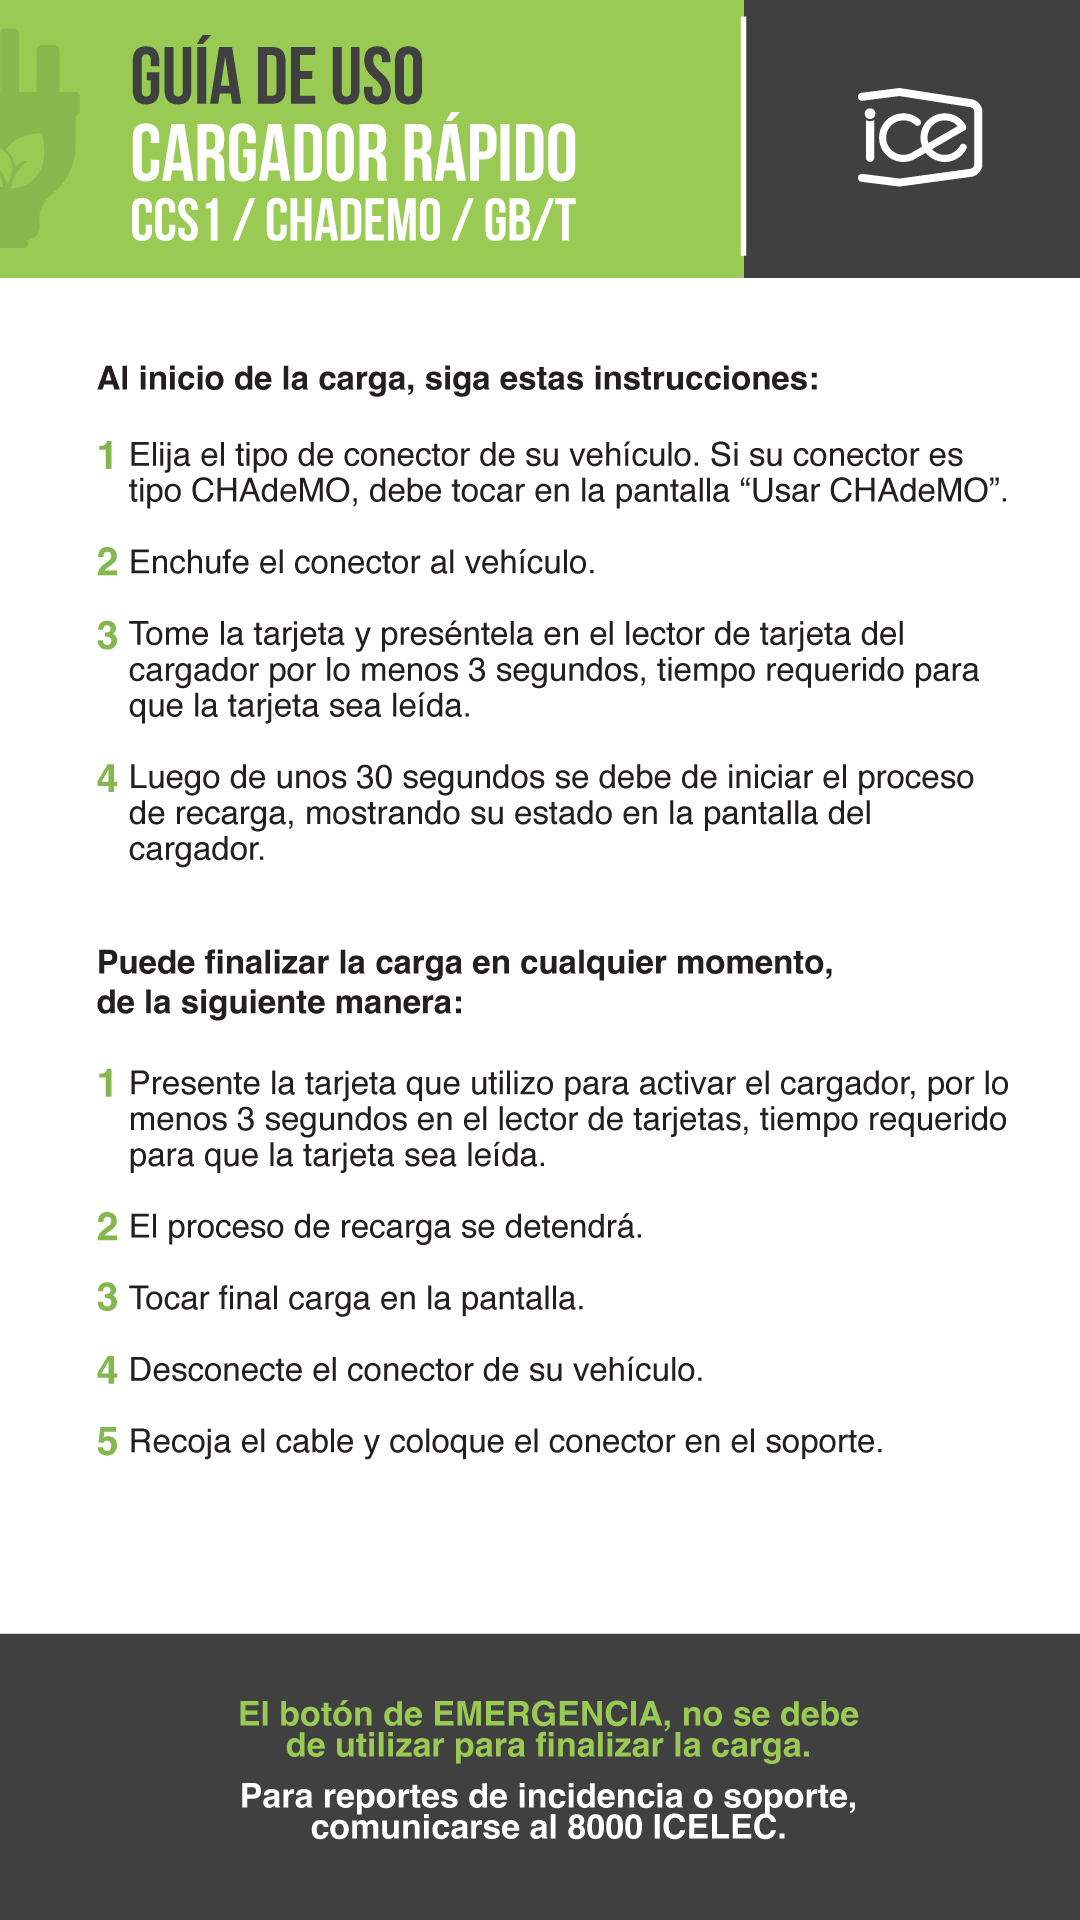 GUÍA DE USO
CARGADOR RÁPIDO
CCS1 / CHADEMO / GB/T
ice
Al inicio de la carga, siga estas instrucciones:
1 Elija el tipo de conector de su vehículo. Si su conector es
tipo CHAdeMO, debe tocar en la pantalla “Usar CHAdeMO”.
2 Enchufe el conector al vehículo.
3 Tome la tarjeta y preséntela en el lector de tarjeta del
cargador por lo menos 3 segundos, tiempo requerido para
que la tarjeta sea leída.
4 Luego de unos 30 segundos se debe de iniciar el proceso
de recarga, mostrando su estado en la pantalla del
cargador.
Puede finalizar la carga en cualquier momento,
de la siguiente manera:
1 Presente la tarjeta que utilizo para activar el cargador, por lo
menos 3 segundos en el lector de tarjetas, tiempo requerido
para que la tarjeta sea leída.
2 El proceso de recarga se detendrá.
3 Tocar final carga en la pantalla.
4 Desconecte el conector de su vehículo.
5 Recoja el cable y coloque el conector en el soporte.
El botón de EMERGENCIA, no se debe
de utilizar para finalizar la carga.
Para reportes de incidencia o soporte,
comunicarse al 8000 ICELEC.